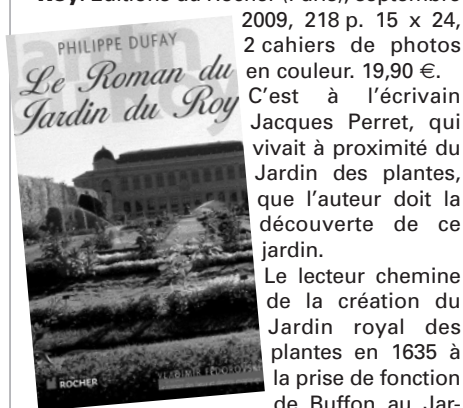 Roy. Éditions du Rocher (Paris), septembre
2009, 218 p. 15 x 24,
2 cahiers de photos
en couleur. 19,90 €.
C'est à l'écrivain
Jacques Perret, qui
vivait à proximité du
Jardin des plantes,
que l'auteur doit la
découverte de ce
jardin.
Le lecteur chemine
de la création du
Jardin royal des
plantes en 1635 à
la prise de fonction
de Buffon au Jar-
PHILIPPE DUFAY
Le Roman du
Jardin du Roy
ROCHER